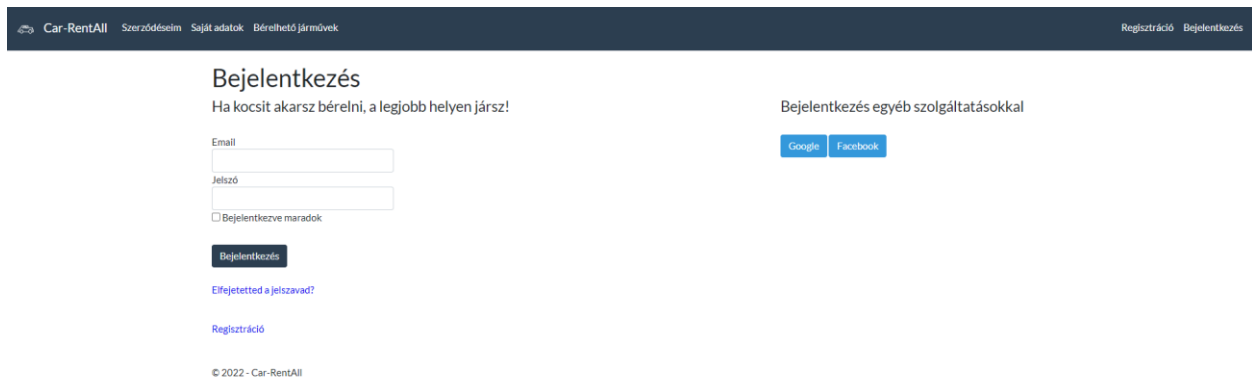 Car-RentAll Szerződéseim Saját adatok Bérelhető járművek Regisztráció Bejelentkezés
Bejelentkezés
Ha kocsit akarsz bérelni, a legjobb helyen jársz!
Email
Jelszó
Bejelentkezve maradok
Bejelentkezés
Elfejetetted a jelszavad?
Regisztráció
Bejelentkezés egyéb szolgáltatásokkal
Google Facebook
© 2022 - Car-RentAll